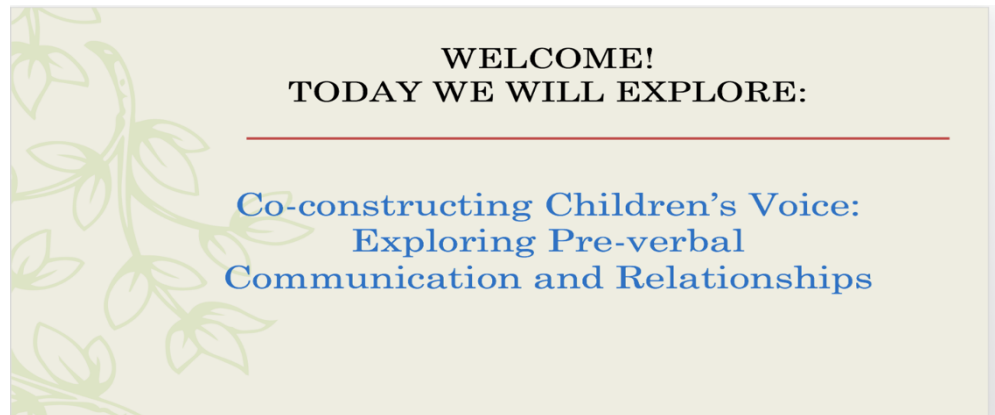 WELCOME!
TODAY WE WILL EXPLORE:
Co-constructing Children’s Voice:
Exploring Pre-verbal
Communication and Relationships